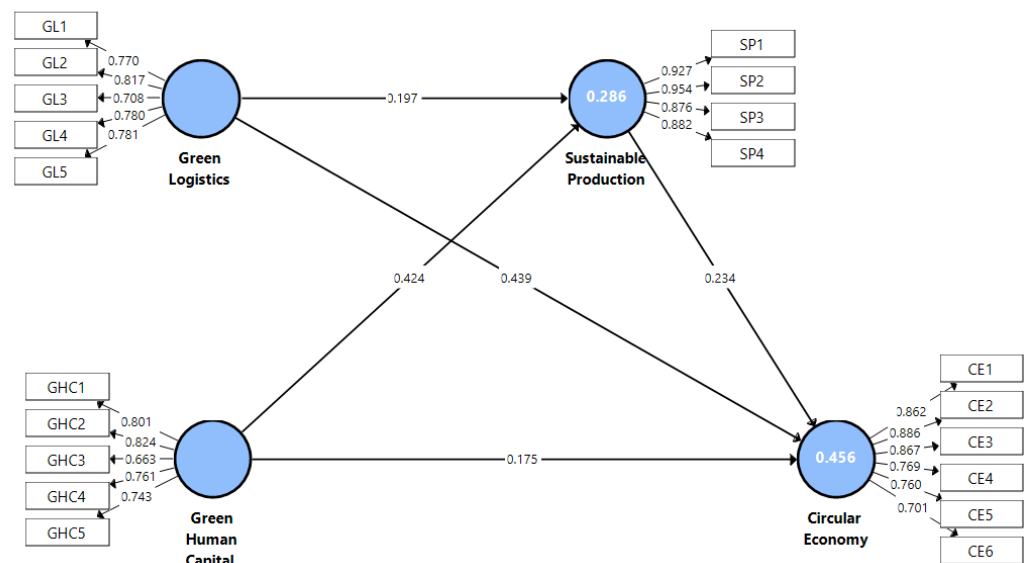 GL1
GL2
GL3
GL4
GL5
0.770
0.817
0.708
0.780
0.781
Green
Logistics
0.197
0.286
Sustainable
Production
0.927
0.954
0.876
0.882
SP1
SP2
SP3
SP4
0.424
0.439
0.234
GHC1
GHC2
GHC3
GHC4
GHC5
0.801
0.824
0.663
0.761
0.743
Green
Human
Capital
0.175
0.456
Circular
Economy
0.862
0.886
0.867
0.769
0.760
0.701
CE1
CE2
CE3
CE4
CE5
CE6